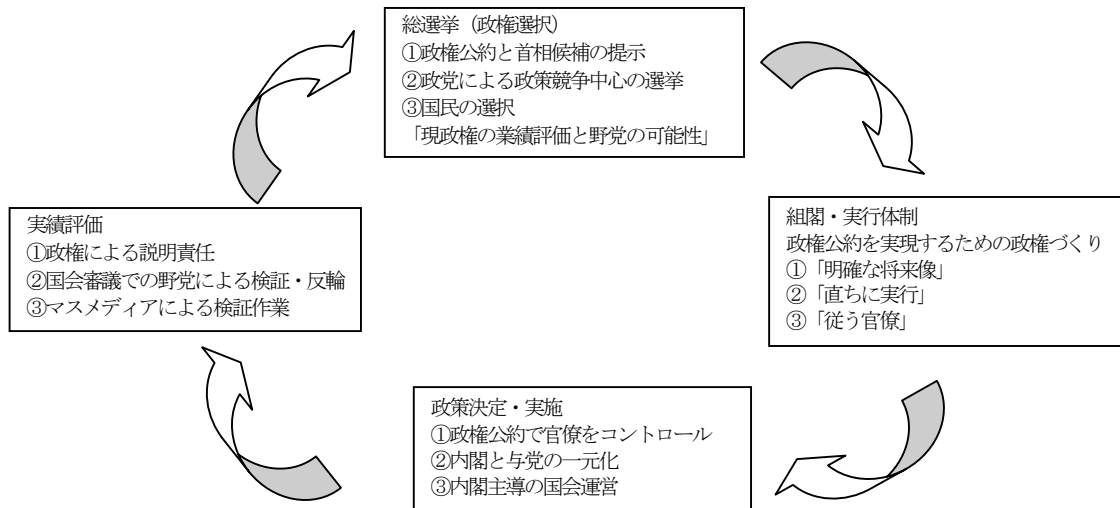 総選挙（政権選択）
①政権公約と首相候補の提示
②政党による政策競争中心の選挙
③国民の選択
「現政権の業績評価と野党の可能性」
組閣・実行体制
政権公約を実現するための政権づくり
①「明確な将来像」
②「直ちに実行」
③「従う官僚」
政策決定・実施
①政権公約で官僚をコントロール
②内閣と与党の一元化
③内閣主導の国会運営
実績評価
①政権による説明責任
②国会審議での野党による検証・反輪
③マスメディアによる検証作業